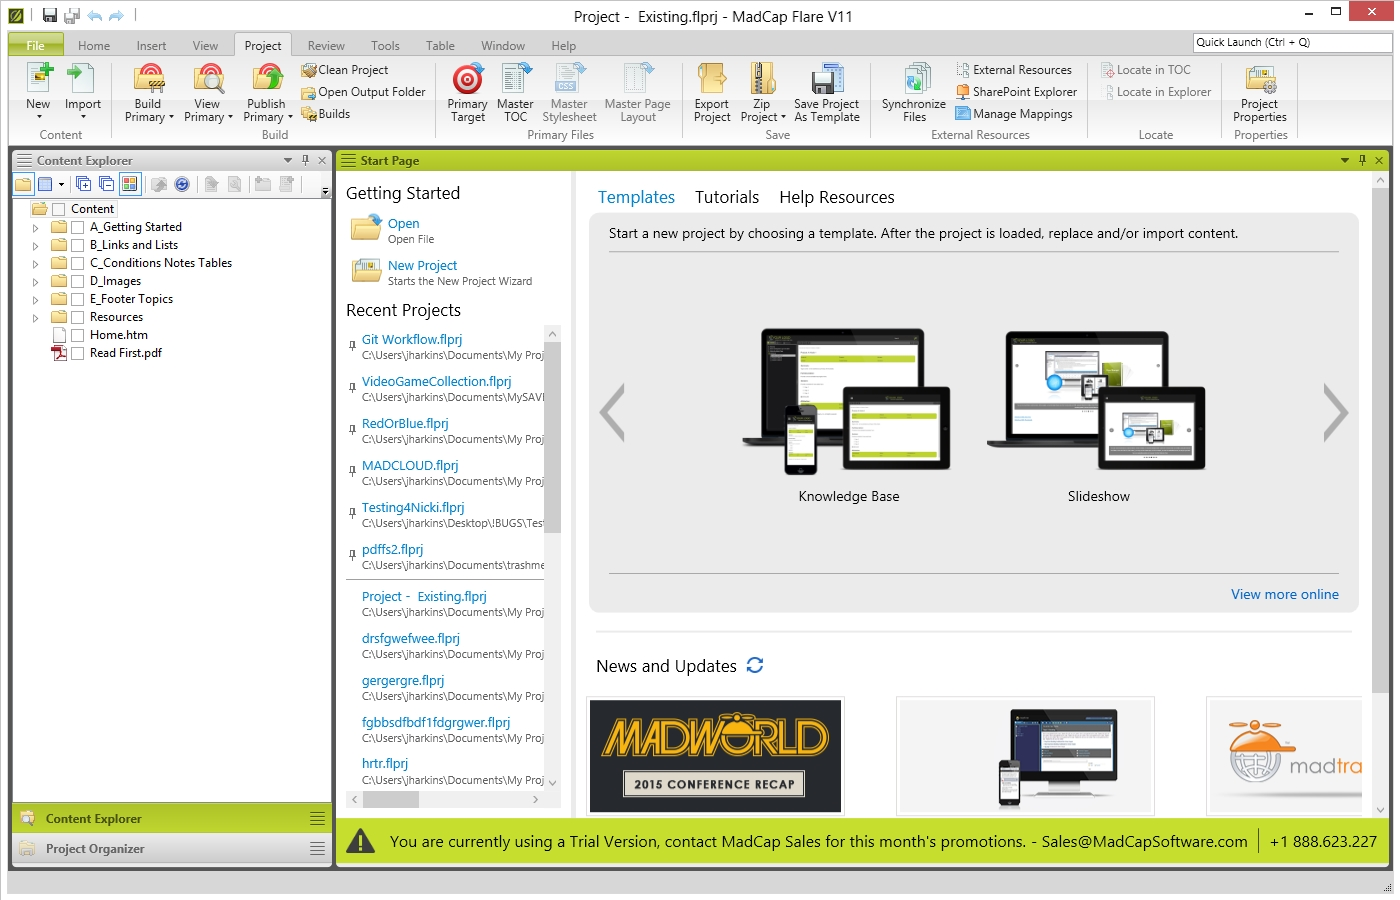 Project -  Existing.flprj - MadCap Flare V11
File Home Insert View Project Review Tools Table Window Help
Quick Launch (Ctrl + Q)
New
Import
Content
Build Primary
View Primary
Publish Primary
Clean Project
Open Output Folder
Builds
Build
Primary Target
Master TOC
Master Stylesheet
Master Page Layout
Primary Files
Export Project
Zip Project
Save Project As Template
Save
Synchronize Files
External Resources
SharePoint Explorer
Manage Mappings
External Resources
Locate in TOC
Locate in Explorer
Locate
Project Properties
Properties
Content Explorer
Content
A_Getting Started
B_Links and Lists
C_Conditions Notes Tables
D_Images
E_Footer Topics
Resources
Home.htm
Read First.pdf
Content Explorer
Project Organizer
Start Page
Getting Started
Open
Open File
New Project
Starts the New Project Wizard
Recent Projects
Git Workflow.flprj
C:\Users\jharkins\Documents\My Proj
VideoGameCollection.flprj
C:\Users\jharkins\Documents\MySAVI
RedOrBlue.flprj
C:\Users\jharkins\Documents\My Proj
MADCLOUD.flprj
C:\Users\jharkins\Documents\My Proj
Testing4Nicki.flprj
C:\Users\jharkins\Desktop\!BUGS\Tes
pdffs2.flprj
C:\Users\jharkins\Documents\trashme
Project -  Existing.flprj
C:\Users\jharkins\Documents\My Proj
drsfgwefwee.flprj
C:\Users\jharkins\Documents\My Proj
gergergre.flprj
C:\Users\jharkins\Documents\My Proj
fgbbsdfbdf1fdgrgwer.flprj
C:\Users\jharkins\Documents\My Proj
hrtr.flprj
C:\Users\jharkins\Documents\My Proj
Templates Tutorials Help Resources
Start a new project by choosing a template. After the project is loaded, replace and/or import content.
Knowledge Base
Slideshow
View more online
News and Updates
MADWORLD
2015 CONFERENCE RECAP
madtra
You are currently using a Trial Version, contact MadCap Sales for this month's promotions. - Sales@MadCapSoftware.com
+1 888.623.227